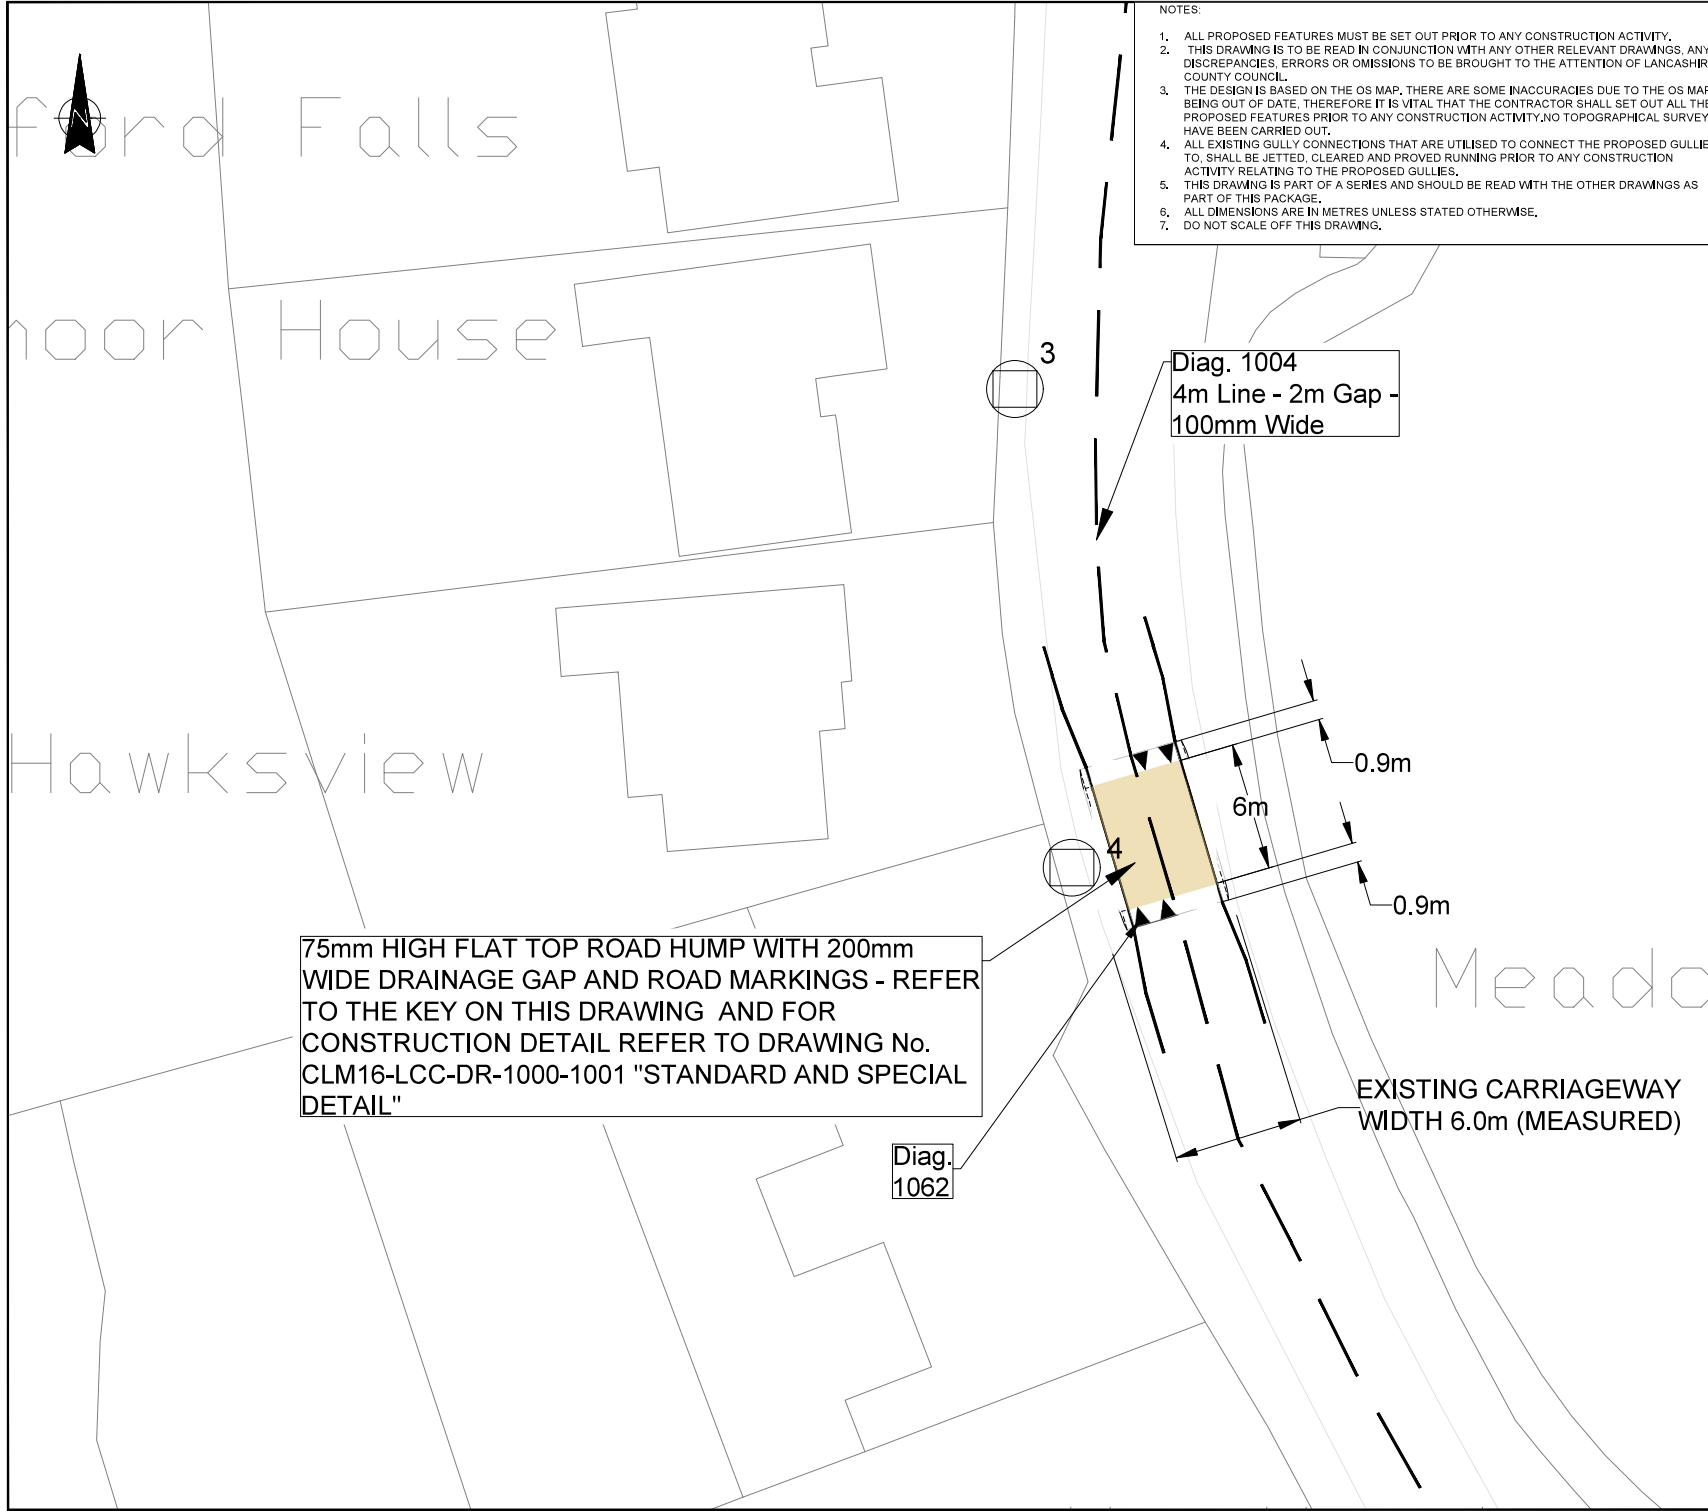 NOTES:
1. ALL PROPOSED FEATURES MUST BE SET OUT PRIOR TO ANY CONSTRUCTION ACTIVITY.
2. THIS DRAWING IS TO BE READ IN CONJUNCTION WITH ANY OTHER RELEVANT DRAWINGS, ANY
DISCREPANCIES, ERRORS OR OMISSIONS TO BE BROUGHT TO THE ATTENTION OF LANCASHIR
COUNTY COUNCIL.
3. THE DESIGN IS BASED ON THE OS MAP. THERE ARE SOME INACCURACIES DUE TO THE OS MAP
BEING OUT OF DATE, THEREFORE IT IS VITAL THAT THE CONTRACTOR SHALL SET OUT ALL THE
PROPOSED FEATURES PRIOR TO ANY CONSTRUCTION ACTIVITY.NO TOPOGRAPHICAL SURVEY
HAVE BEEN CARRIED OUT.
4. ALL EXISTING GULLY CONNECTIONS THAT ARE UTILISED TO CONNECT THE PROPOSED GULLIE
TO, SHALL BE JETTED, CLEARED AND PROVED RUNNING PRIOR TO ANY CONSTRUCTION
ACTIVITY RELATING TO THE PROPOSED GULLIES.
5. THIS DRAWING IS PART OF A SERIES AND SHOULD BE READ WITH THE OTHER DRAWINGS AS
PART OF THIS PACKAGE.
6. ALL DIMENSIONS ARE IN METRES UNLESS STATED OTHERWISE.
7. DO NOT SCALE OFF THIS DRAWING.
N
ford Falls
moor House
3
Diag. 1004
4m Line - 2m Gap -
100mm Wide
Hawksview
0.9m
6m
4
0.9m
75mm HIGH FLAT TOP ROAD HUMP WITH 200mm
WIDE DRAINAGE GAP AND ROAD MARKINGS - REFER
TO THE KEY ON THIS DRAWING AND FOR
CONSTRUCTION DETAIL REFER TO DRAWING No.
CLM16-LCC-DR-1000-1001 "STANDARD AND SPECIAL
DETAIL"
Meado
EXISTING CARRIAGEWAY
WIDTH 6.0m (MEASURED)
Diag.
1062